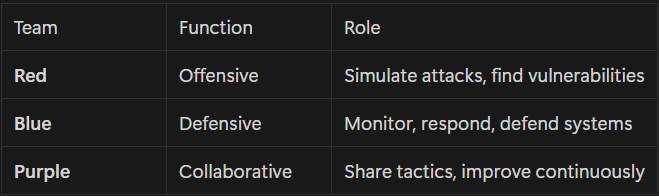 Team Function Role
Red Offensive Simulate attacks, find vulnerabilities
Blue Defensive Monitor, respond, defend systems
Purple Collaborative Share tactics, improve continuously